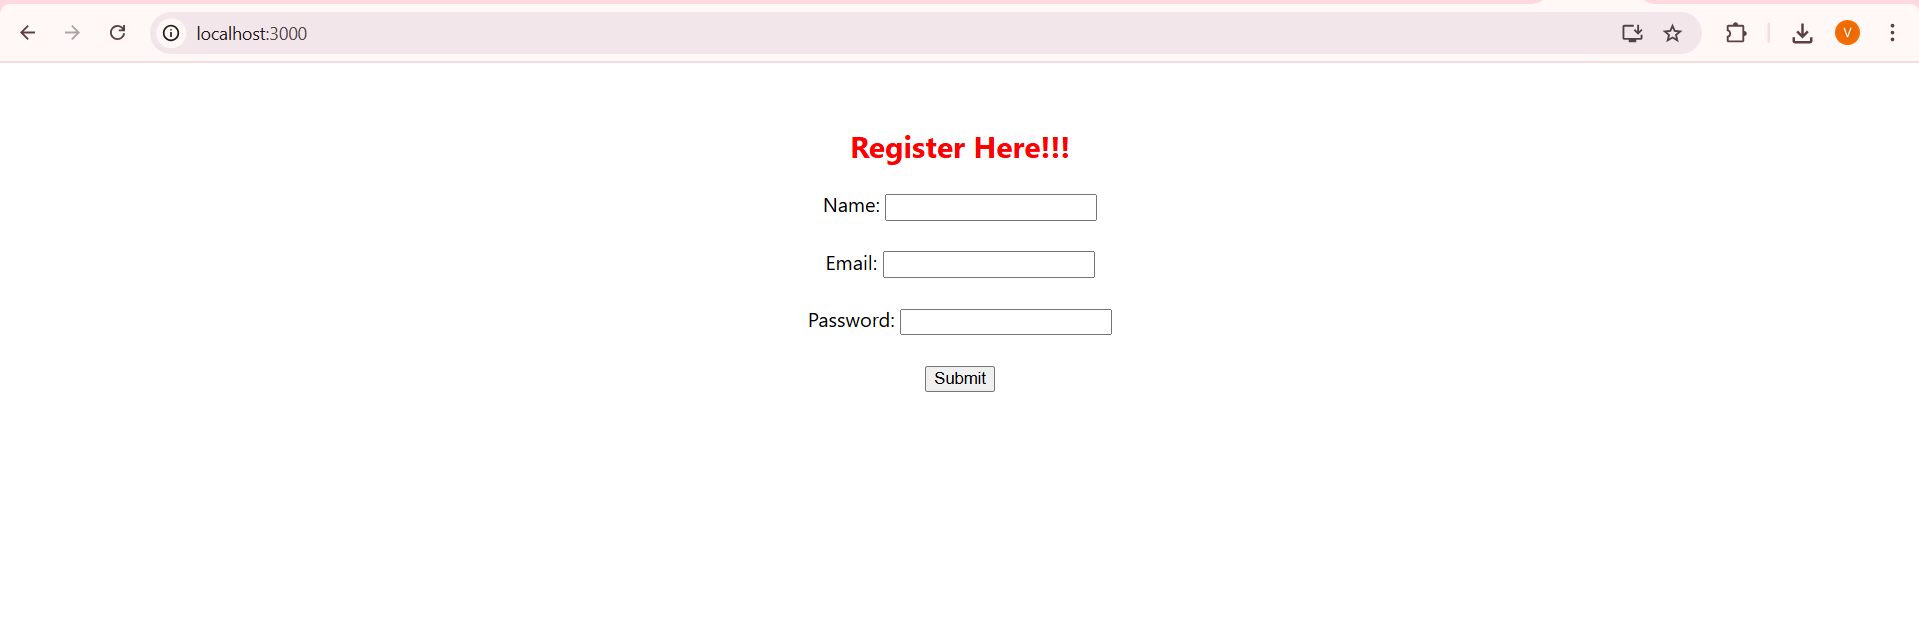 localhost:3000
V
Register Here!!!
Name:
Email:
Password:
Submit